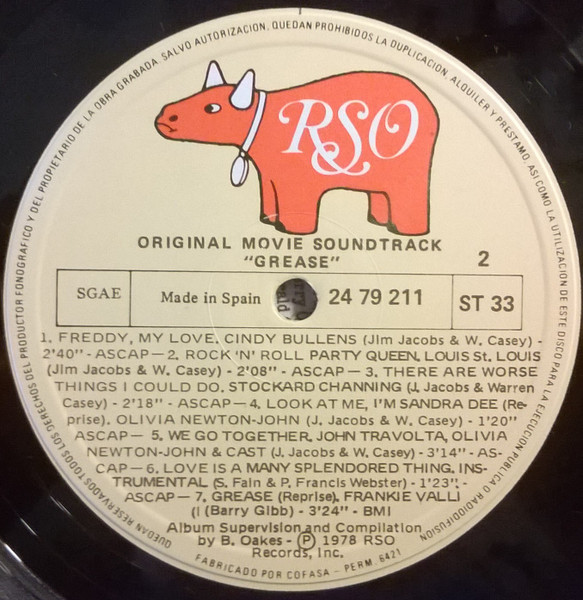 QUEDAN RESERVADOS TODOS LOS DERECHOS DEL PRODUCTOR FONOGRAFICO Y DEL PROPIETARIO DE LA OBRA GRABADA. SALVO AUTORIZACION, QUEDAN PROHIBIDOS LA DUPLICACION, ALQUILER Y PRESTAMO, ASI COMO LA UTILIZACION DE ESTE DISCO PARA LA EJECUCION PUBLICA O RADIODIFUSION
RSO
ORIGINAL MOVIE SOUNDTRACK
"GREASE"
2
SGAE
Made in Spain
24 79 211
ST 33
1. FREDDY, MY LOVE, CINDY BULLENS (Jim Jacobs & W. Casey) -
2'40" - ASCAP — 2. ROCK 'N' ROLL PARTY QUEEN, LOUIS St. LOUIS
(Jim Jacobs & W. Casey) - 2'08" - ASCAP — 3. THERE ARE WORSE
THINGS I COULD DO, STOCKARD CHANNING (J. Jacobs & Warren
Casey) - 2'18" - ASCAP — 4. LOOK AT ME, I'M SANDRA DEE (Re-
prise), OLIVIA NEWTON-JOHN (J. Jacobs & W. Casey) - 1'20"
ASCAP — 5. WE GO TOGETHER, JOHN TRAVOLTA, OLIVIA
NEWTON-JOHN & CAST (J. Jacobs & W. Casey) - 3'14" - AS-
CAP — 6. LOVE IS A MANY SPLENDORED THING, INS-
TRUMENTAL (S. Fain & P. Francis Webster) - 1'23". -
ASCAP — 7. GREASE (Reprise), FRANKIE VALLI
(I (Barry Gibb) - 3'24" - BMI
Album Supervision and Compilation
by B. Oakes - Ⓟ 1978 RSO
Records, Inc.
FABRICADO POR COFASA - PERM. 6421